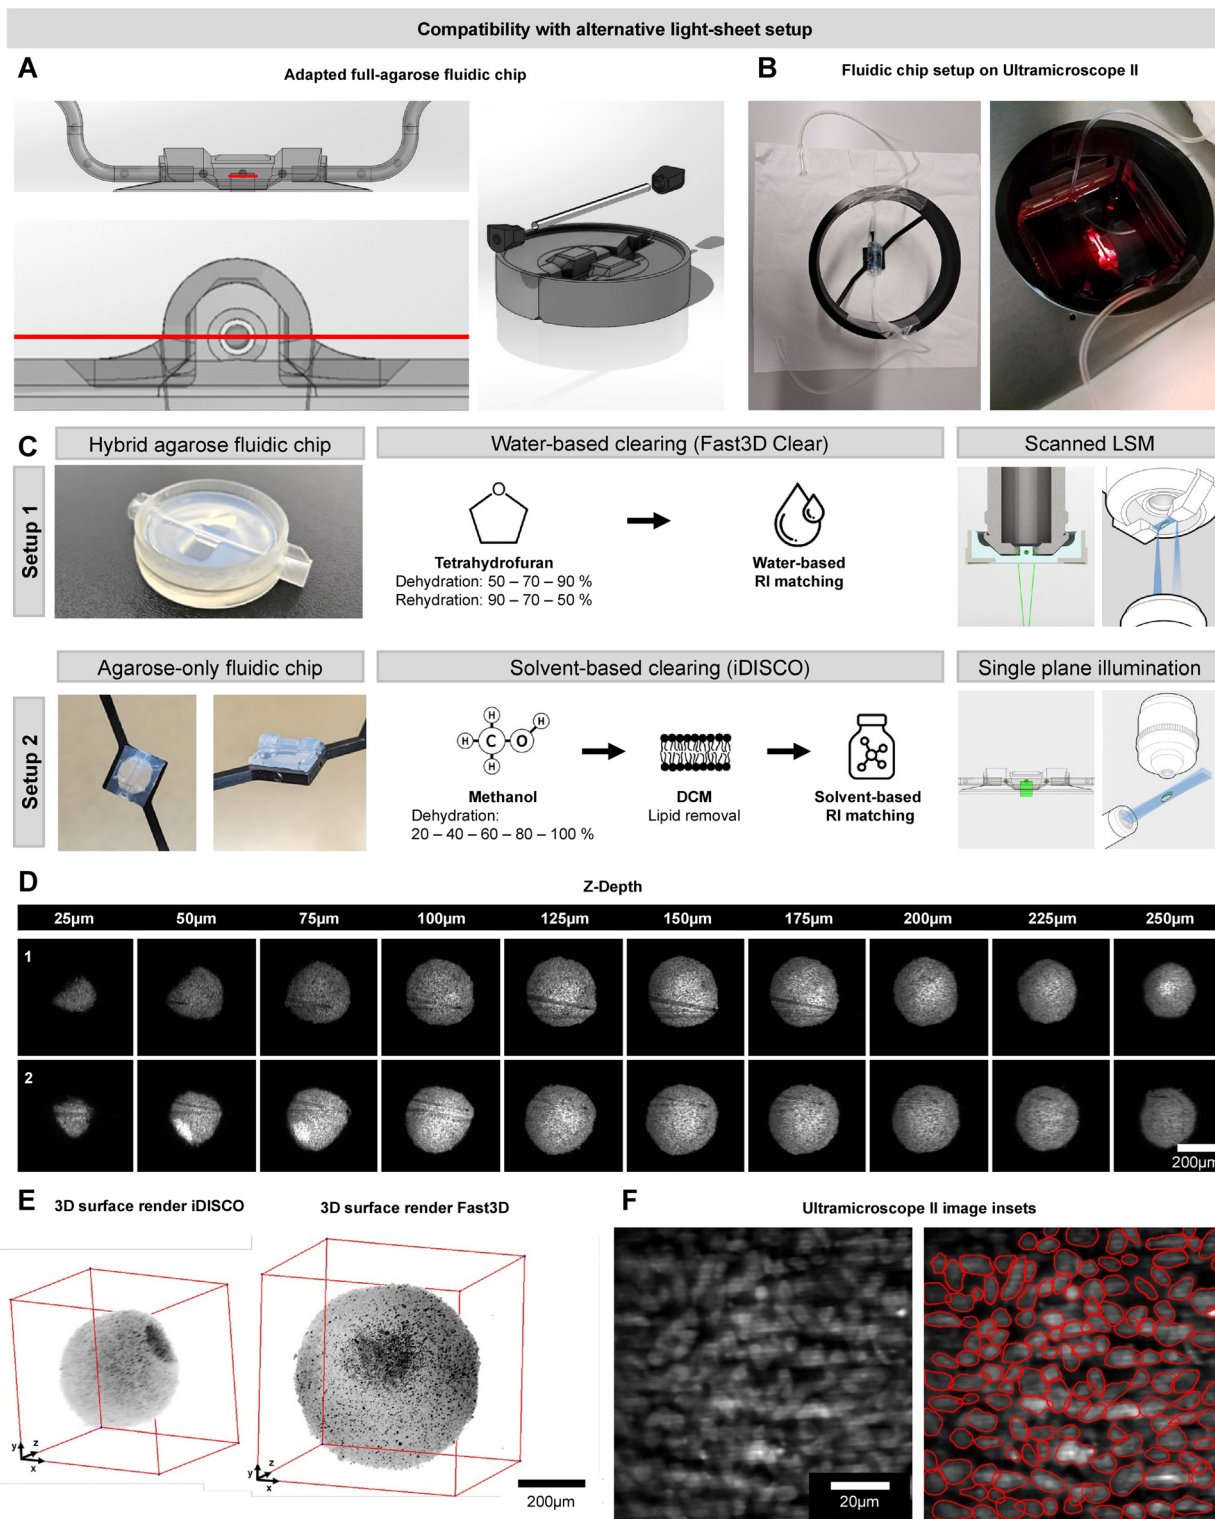 Compatibility with alternative light-sheet setup
A
Adapted full-agarose fluidic chip
B
Fluidic chip setup on Ultramicroscope II
C
Hybrid agarose fluidic chip
Water-based clearing (Fast3D Clear)
Scanned LSM
Setup 1
O
Tetrahydrofuran
Dehydration: 50 – 70 – 90 %
Rehydration: 90 – 70 – 50 %
Water-based
RI matching
Agarose-only fluidic chip
Solvent-based clearing (iDISCO)
Single plane illumination
Setup 2
H
H
H
C
O
H
Methanol
Dehydration:
20 – 40 – 60 – 80 – 100 %
DCM
Lipid removal
Solvent-based
RI matching
D
Z-Depth
25µm 50µm 75µm 100µm 125µm 150µm 175µm 200µm 225µm 250µm
1
2
200µm
E
3D surface render iDISCO
3D surface render Fast3D
y z x
y z x
200µm
F
Ultramicroscope II image insets
20µm